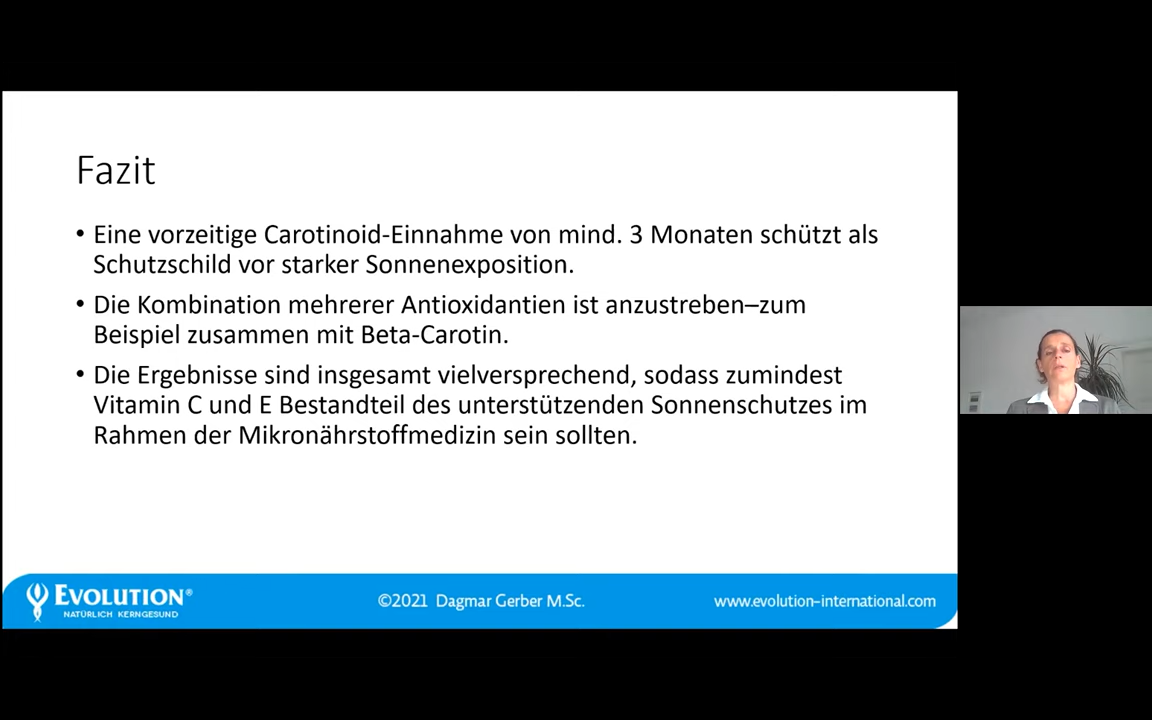 Fazit
• Eine vorzeitige Carotinoid-Einnahme von mind. 3 Monaten schützt als
Schutzschild vor starker Sonnenexposition.
• Die Kombination mehrerer Antioxidantien ist anzustreben–zum
Beispiel zusammen mit Beta-Carotin.
• Die Ergebnisse sind insgesamt vielversprechend, sodass zumindest
Vitamin C und E Bestandteil des unterstützenden Sonnenschutzes im
Rahmen der Mikronährstoffmedizin sein sollten.
EVOLUTION®
NATÜRLICH KERNGESUND
©2021 Dagmar Gerber M.Sc.
www.evolution-international.com